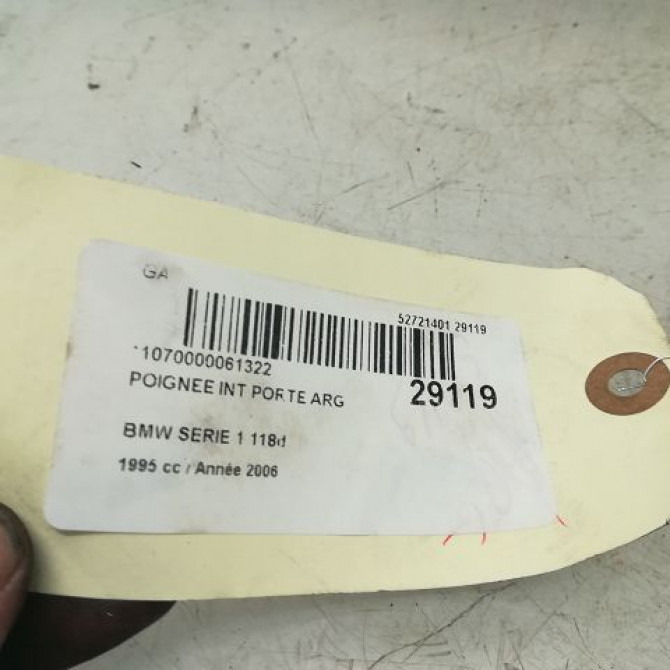 GA
52721401 29119
*1070000061322
POIGNEE INT PORTE ARG
29119
BMW SERIE 1 118d
1995 cc / Année 2006